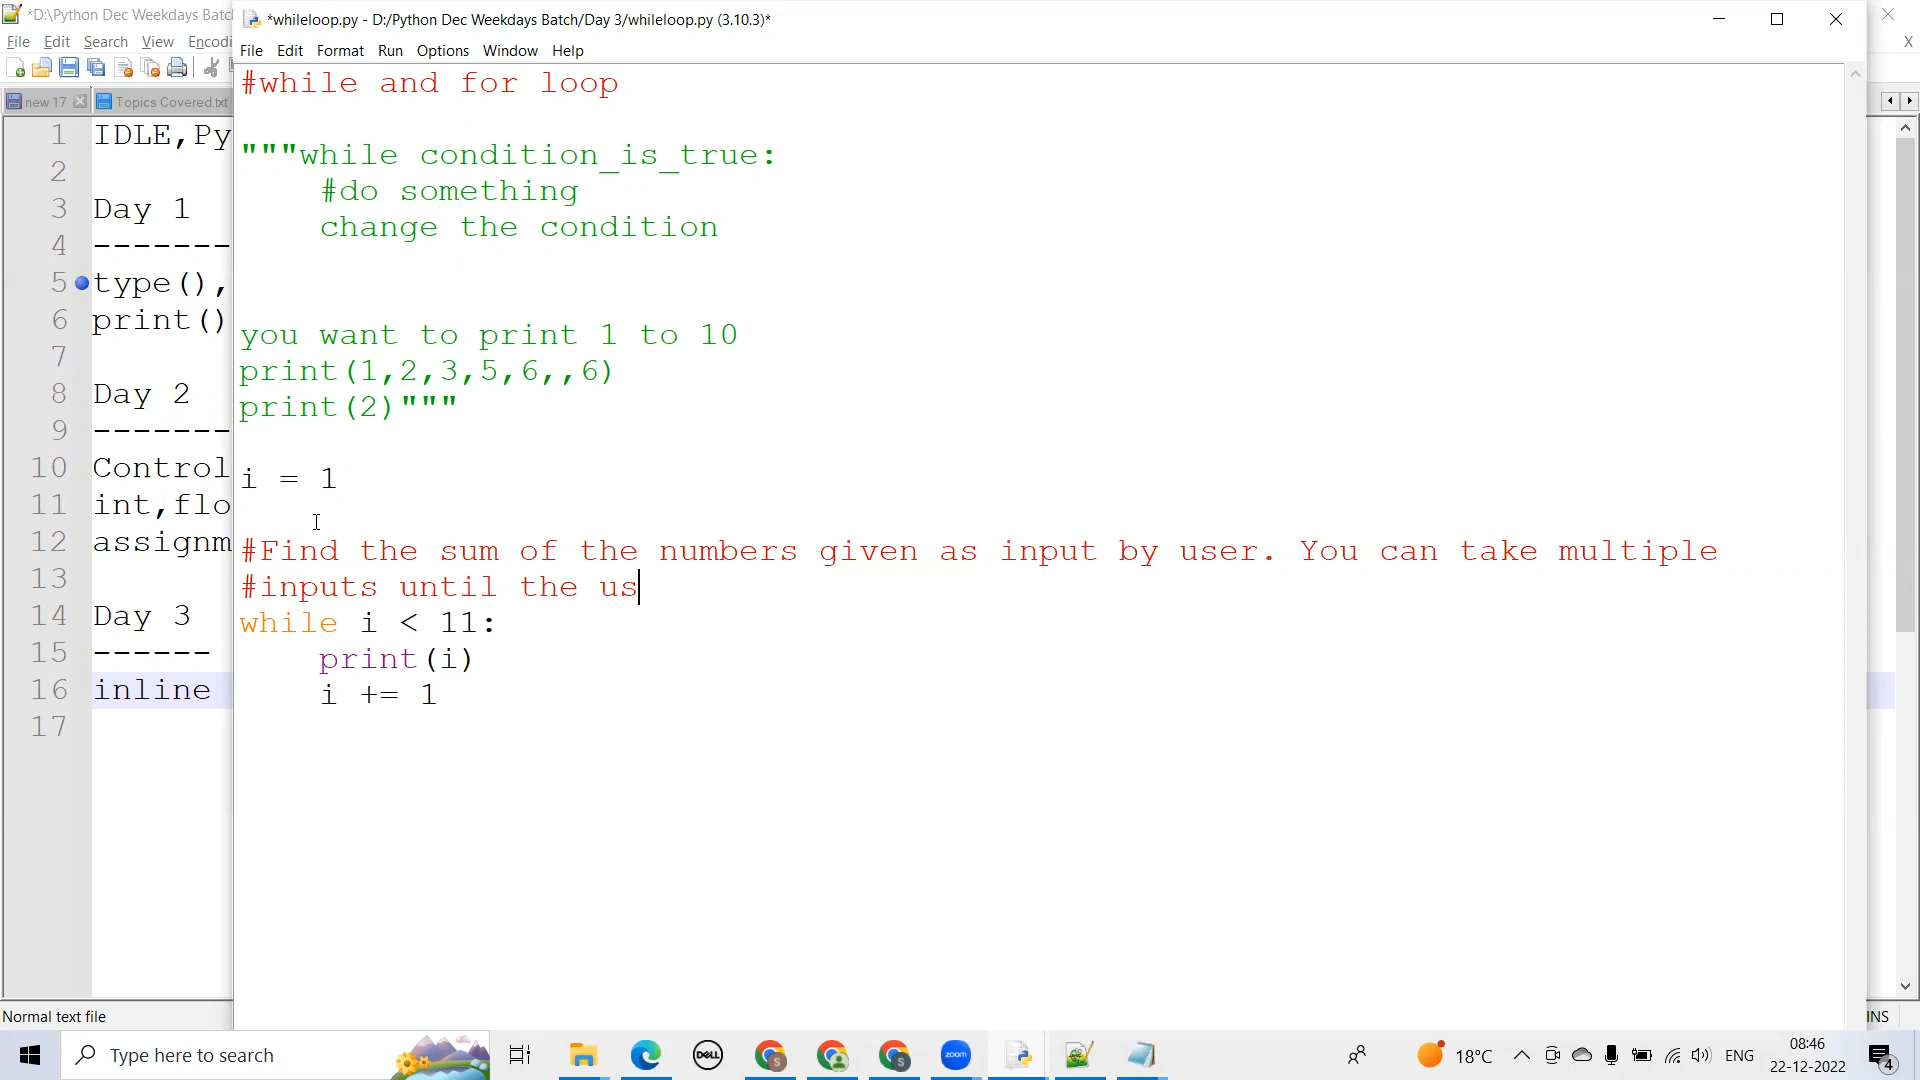 *D:\Python Dec Weekdays Batc
File Edit Search View Encodi
new 17
Topics Covered.txt
1 IDLE,Py
2
3 Day 1
4 -------
5 type(),
6 print()
7
8 Day 2
9 -------
10 Control
11 int,flo
12 assignm
13
14 Day 3
15 ------
16 inline
17
Normal text file
*whileloop.py - D:/Python Dec Weekdays Batch/Day 3/whileloop.py (3.10.3)*
File Edit Format Run Options Window Help
#while and for loop
"""while condition_is_true:
#do something
change the condition
you want to print 1 to 10
print(1,2,3,5,6,,6)
print(2)"""
i = 1
#Find the sum of the numbers given as input by user. You can take multiple
#inputs until the us
while i < 11:
print(i)
i += 1
X
INS
Type here to search
DELL
S
S
zoom
18°C
ENG
08:46
22-12-2022
4